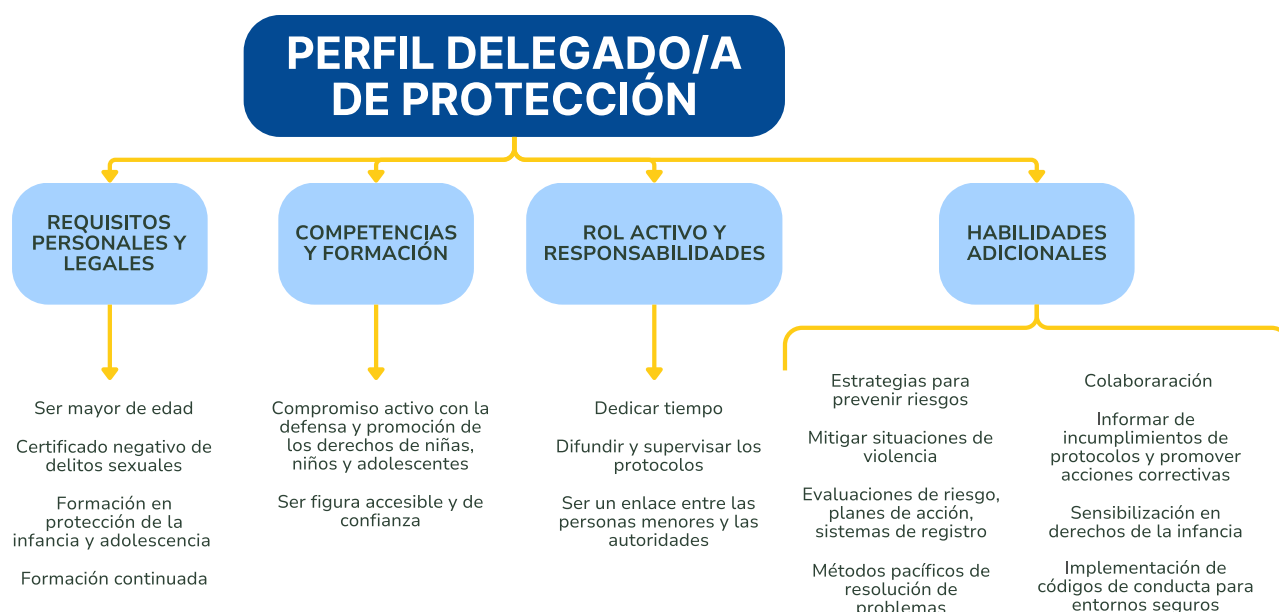 PERFIL DELEGADO/A
DE PROTECCIÓN
REQUISITOS
PERSONALES Y
LEGALES
Ser mayor de edad
Certificado negativo de
delitos sexuales
Formación en
protección de la
infancia y adolescencia
Formación continuada
COMPETENCIAS
Y FORMACIÓN
Compromiso activo con la
defensa y promoción de
los derechos de niñas,
niños y adolescentes
Ser figura accesible y de
confianza
ROL ACTIVO Y
RESPONSABILIDADES
Dedicar tiempo
Difundir y supervisar los
protocolos
Ser un enlace entre las
personas menores y las
autoridades
HABILIDADES
ADICIONALES
Estrategias para
prevenir riesgos
Mitigar situaciones de
violencia
Evaluaciones de riesgo,
planes de acción,
sistemas de registro
Métodos pacíficos de
resolución de
problemas
Colaboraración
Informar de
incumplimientos de
protocolos y promover
acciones correctivas
Sensibilización en
derechos de la infancia
Implementación de
códigos de conducta para
entornos seguros